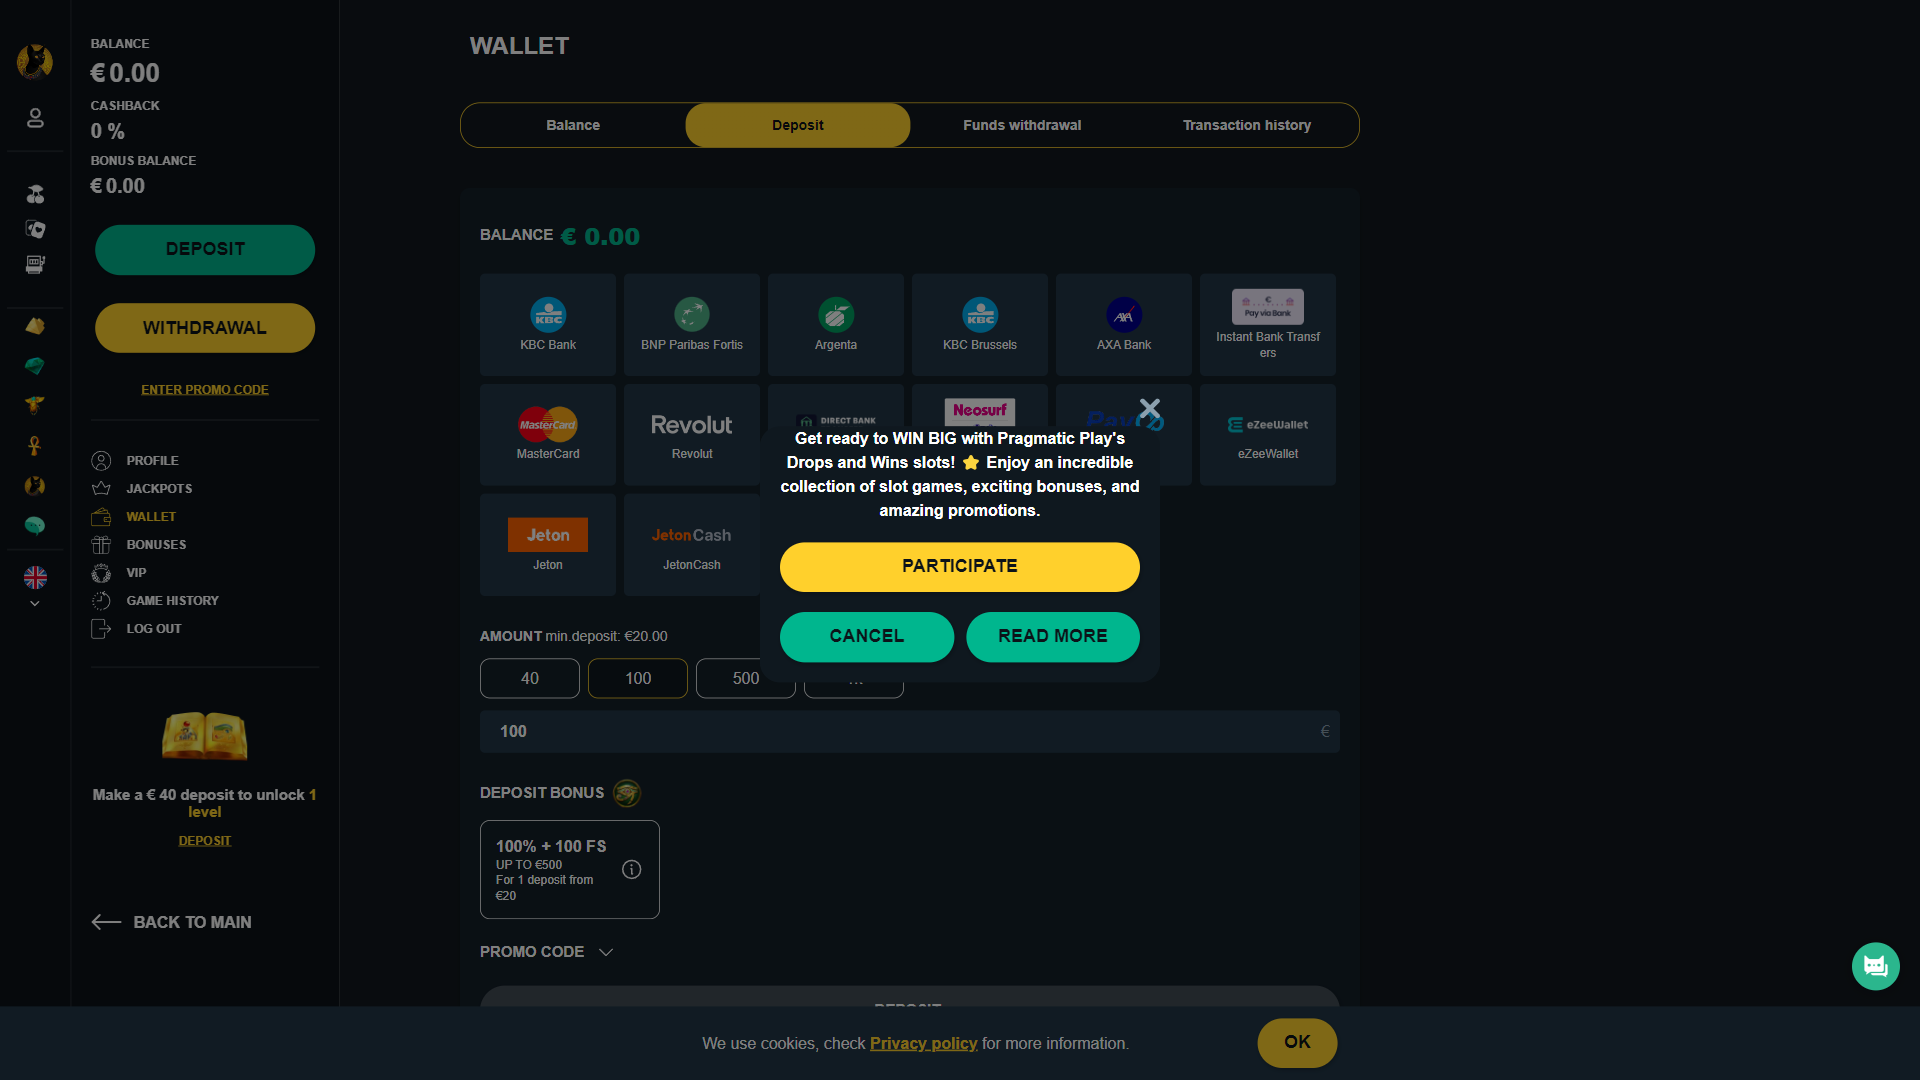 BALANCE
€ 0.00
CASHBACK
0 %
BONUS BALANCE
€ 0.00
DEPOSIT
WITHDRAWAL
ENTER PROMO CODE
PROFILE
JACKPOTS
WALLET
BONUSES
VIP
GAME HISTORY
LOG OUT
Make a € 40 deposit to unlock 1
level
DEPOSIT
BACK TO MAIN
WALLET
Balance
Deposit
Funds withdrawal
Transaction history
BALANCE € 0.00
KBC
KBC Bank
BNP Paribas Fortis
Argenta
KBC
KBC Brussels
AXA
AXA Bank
Pay via Bank
Instant Bank Transf
ers
MasterCard
MasterCard
Revolut
Revolut
DIRECT BANK
Neosurf
eZeeWallet
eZeeWallet
Jeton
Jeton
JetonCash
JetonCash
Get ready to WIN BIG with Pragmatic Play's
Drops and Wins slots! ⭐ Enjoy an incredible
collection of slot games, exciting bonuses, and
amazing promotions.
PARTICIPATE
CANCEL
READ MORE
AMOUNT min.deposit: €20.00
40
100
500
100
€
DEPOSIT BONUS
100% + 100 FS
UP TO €500
For 1 deposit from
€20
PROMO CODE
DEPOSIT
We use cookies, check Privacy policy for more information.
OK